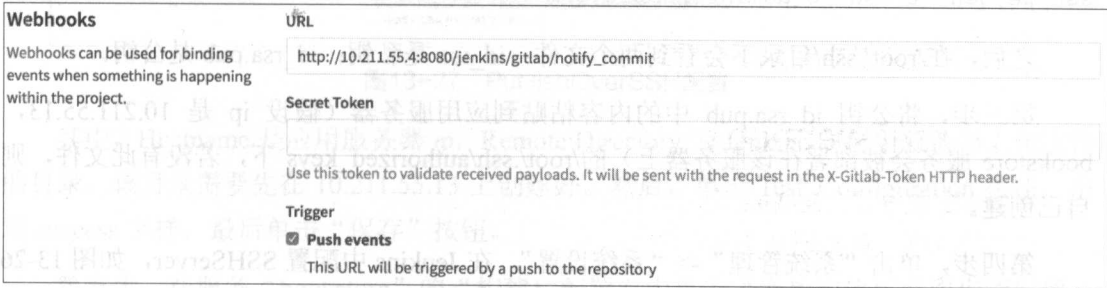 Webhooks
Webhooks can be used for binding
events when something is happening
within the project.
URL
http://10.211.55.4:8080/jenkins/gitlab/notify_commit
Secret Token
Use this token to validate received payloads. It will be sent with the request in the X-Gitlab-Token HTTP header.
Trigger
Push events
This URL will be triggered by a push to the repository